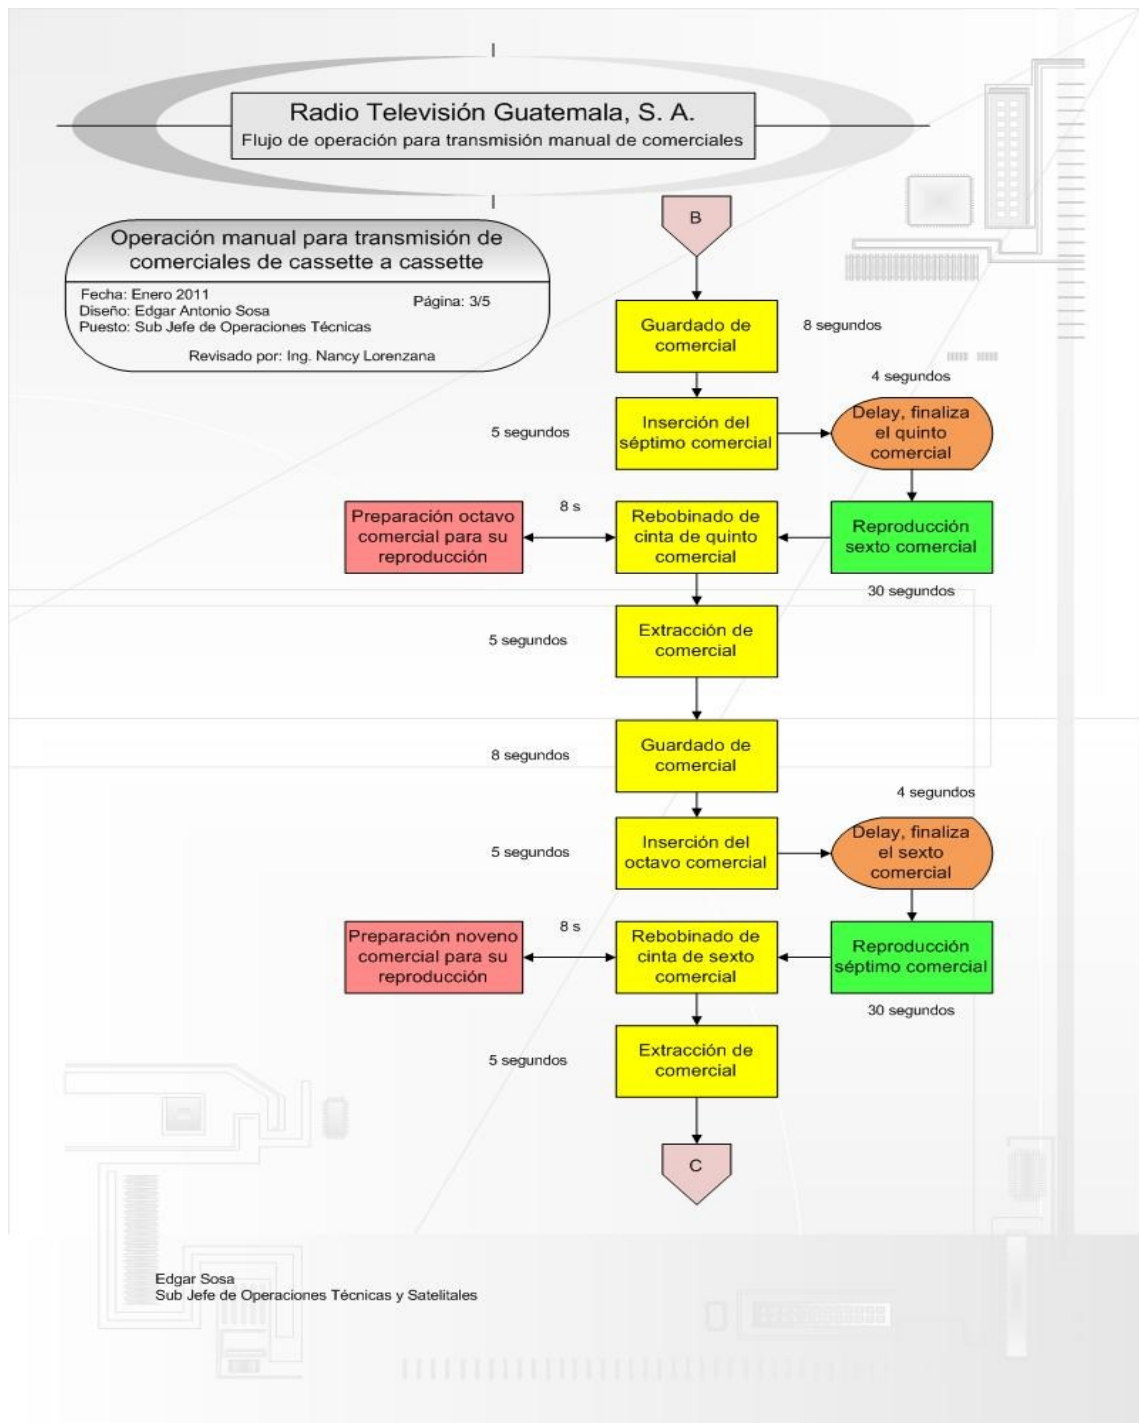 Radio Televisión Guatemala, S. A.
Flujo de operación para transmisión manual de comerciales
Operación manual para transmisión de
comerciales de cassette a cassette
Fecha: Enero 2011
Página: 3/5
Diseño: Edgar Antonio Sosa
Puesto: Sub Jefe de Operaciones Técnicas
Revisado por: Ing. Nancy Lorenzana
B
Guardado de
comercial
8 segundos
4 segundos
5 segundos
Inserción del
séptimo comercial
Delay, finaliza
el quinto
comercial
Preparación octavo
comercial para su
reproducción
8 s
Rebobinado de
cinta de quinto
comercial
Reproducción
sexto comercial
30 segundos
5 segundos
Extracción de
comercial
8 segundos
Guardado de
comercial
4 segundos
5 segundos
Inserción del
octavo comercial
Delay, finaliza
el sexto
comercial
Preparación noveno
comercial para su
reproducción
8 s
Rebobinado de
cinta de sexto
comercial
Reproducción
séptimo comercial
30 segundos
5 segundos
Extracción de
comercial
C
Edgar Sosa
Sub Jefe de Operaciones Técnicas y Satelitales